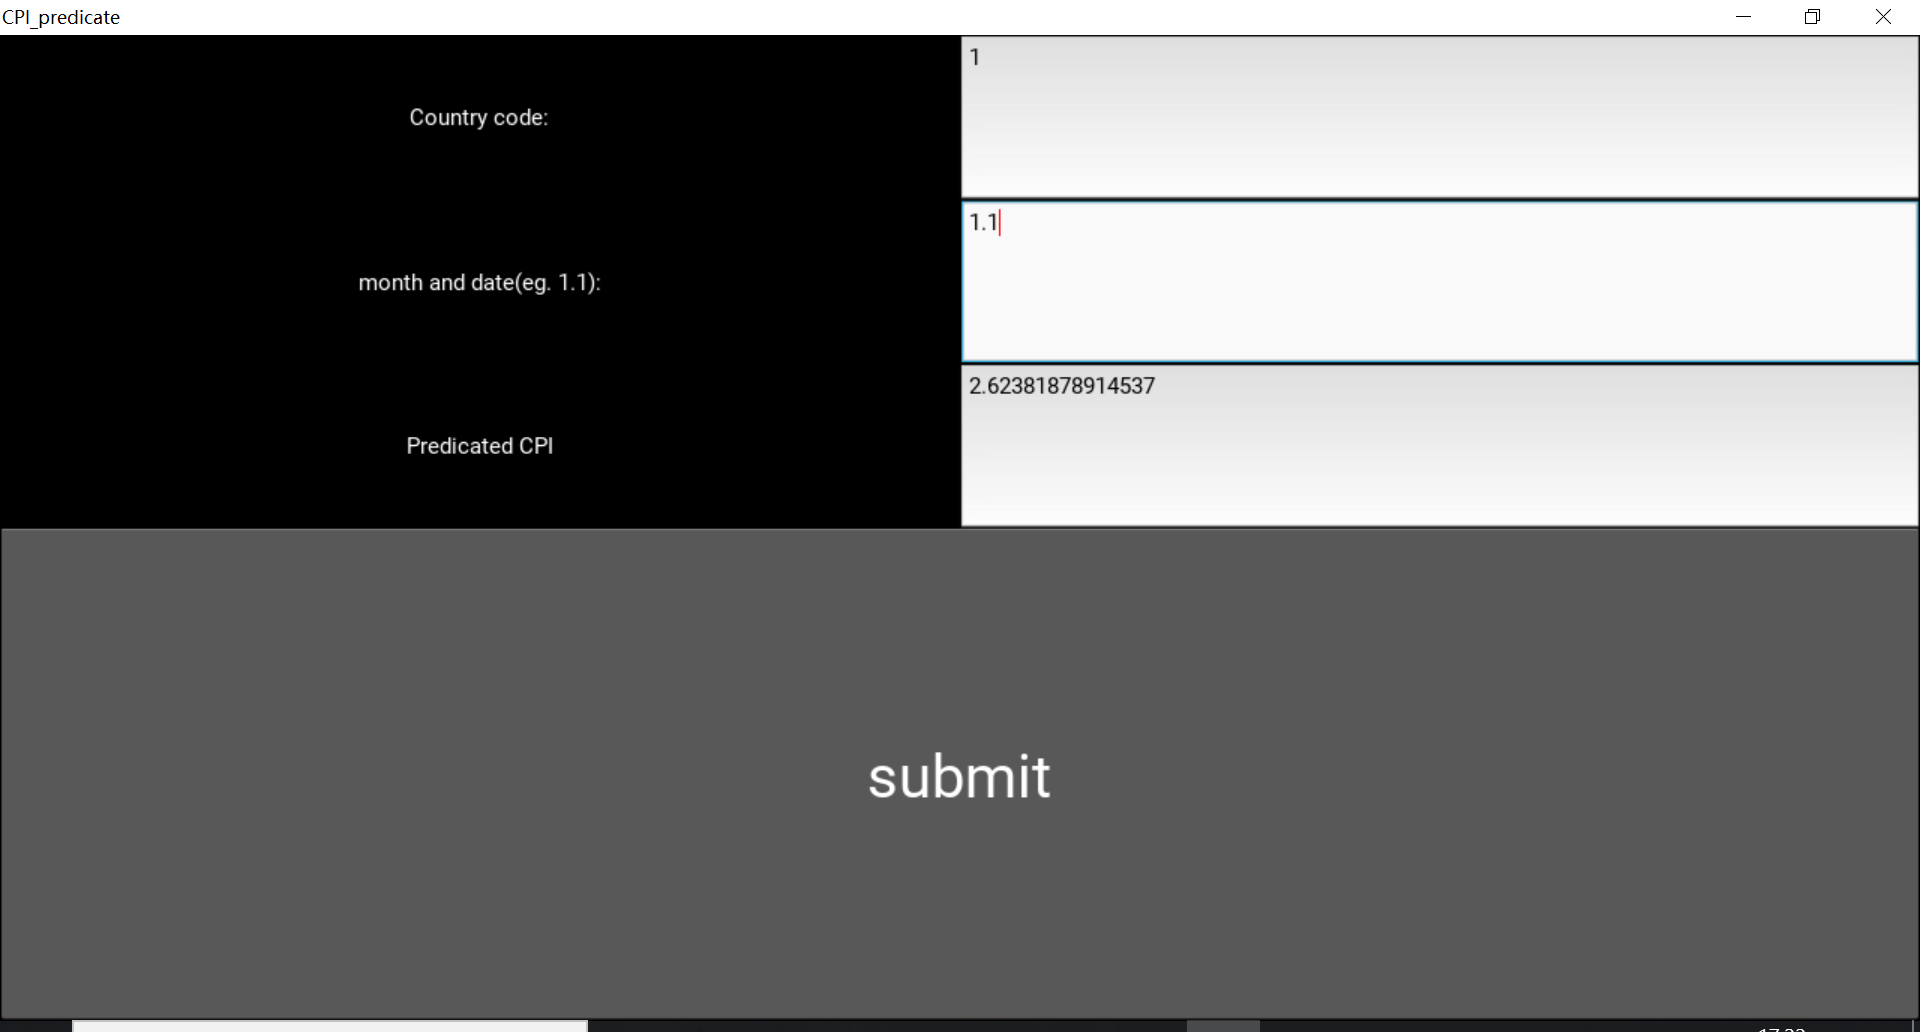 CPI_predicate
Country code:
1
month and date(eg. 1.1):
1.1
Predicated CPI
2.62381878914537
submit